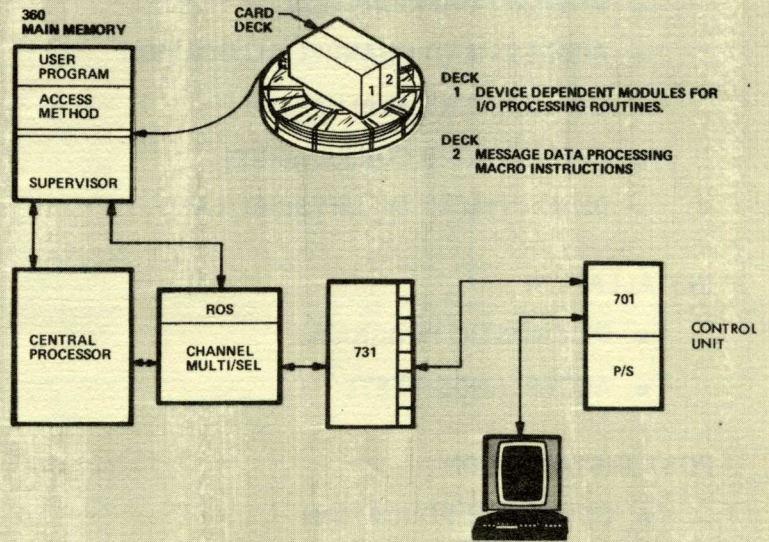 360
MAIN MEMORY
USER
PROGRAM
ACCESS
METHOD
SUPERVISOR
CARD
DECK
1
2
DECK
1 DEVICE DEPENDENT MODULES FOR
I/O PROCESSING ROUTINES.
DECK
2 MESSAGE DATA PROCESSING
MACRO INSTRUCTIONS
CENTRAL
PROCESSOR
ROS
CHANNEL
MULTI/SEL
731
701
P/S
CONTROL
UNIT